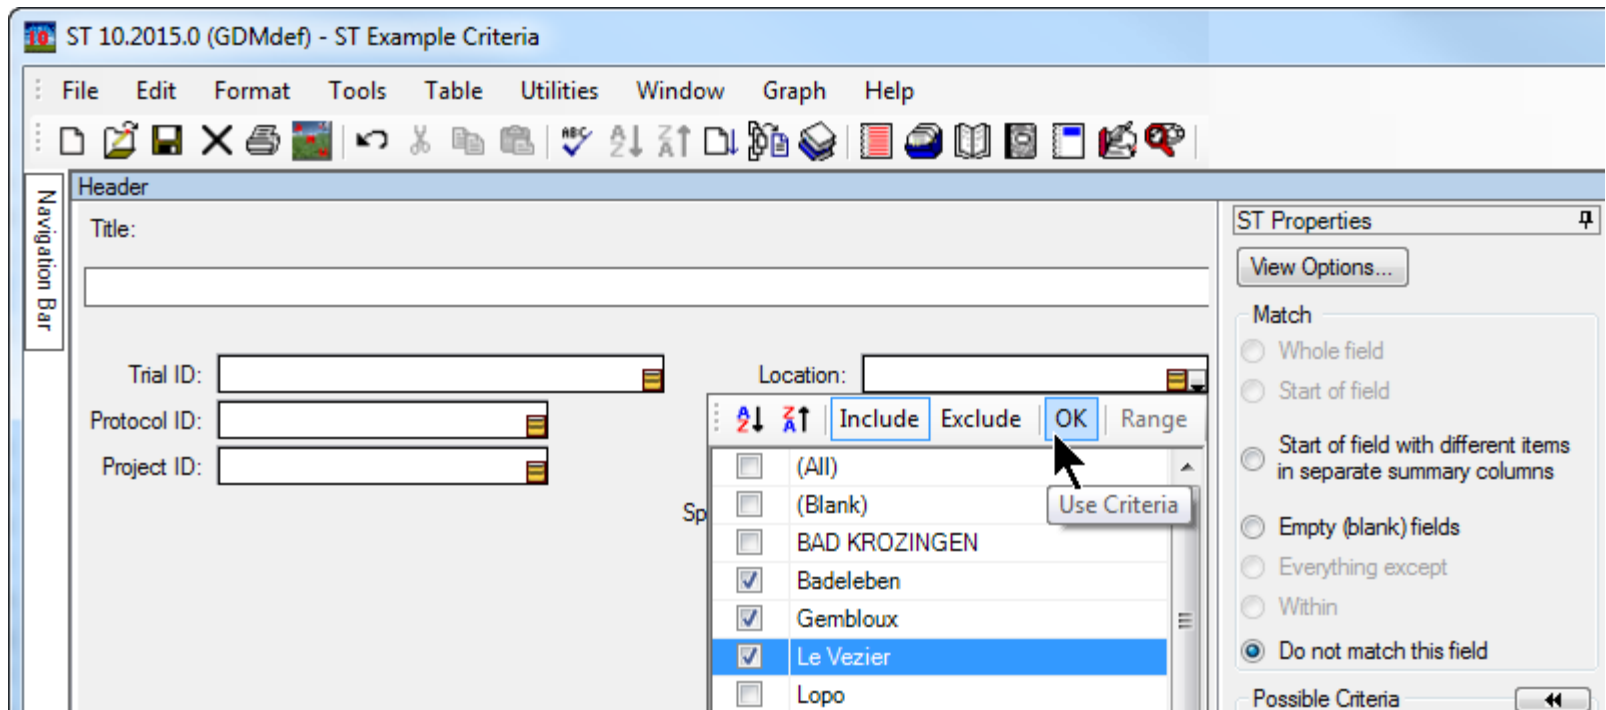 ST 10.2015.0 (GDMdef) - ST Example Criteria
File Edit Format Tools Table Utilities Window Graph Help
Navigation Bar
Header
Title:
Trial ID:
Protocol ID:
Project ID:
Location:
Include Exclude OK Range
Use Criteria
Sp
(All)
(Blank)
BAD KROZINGEN
Badeleben
Gembloux
Le Vezier
Lopo
ST Properties
View Options...
Match
Whole field
Start of field
Start of field with different items
in separate summary columns
Empty (blank) fields
Everything except
Within
Do not match this field
Possible Criteria